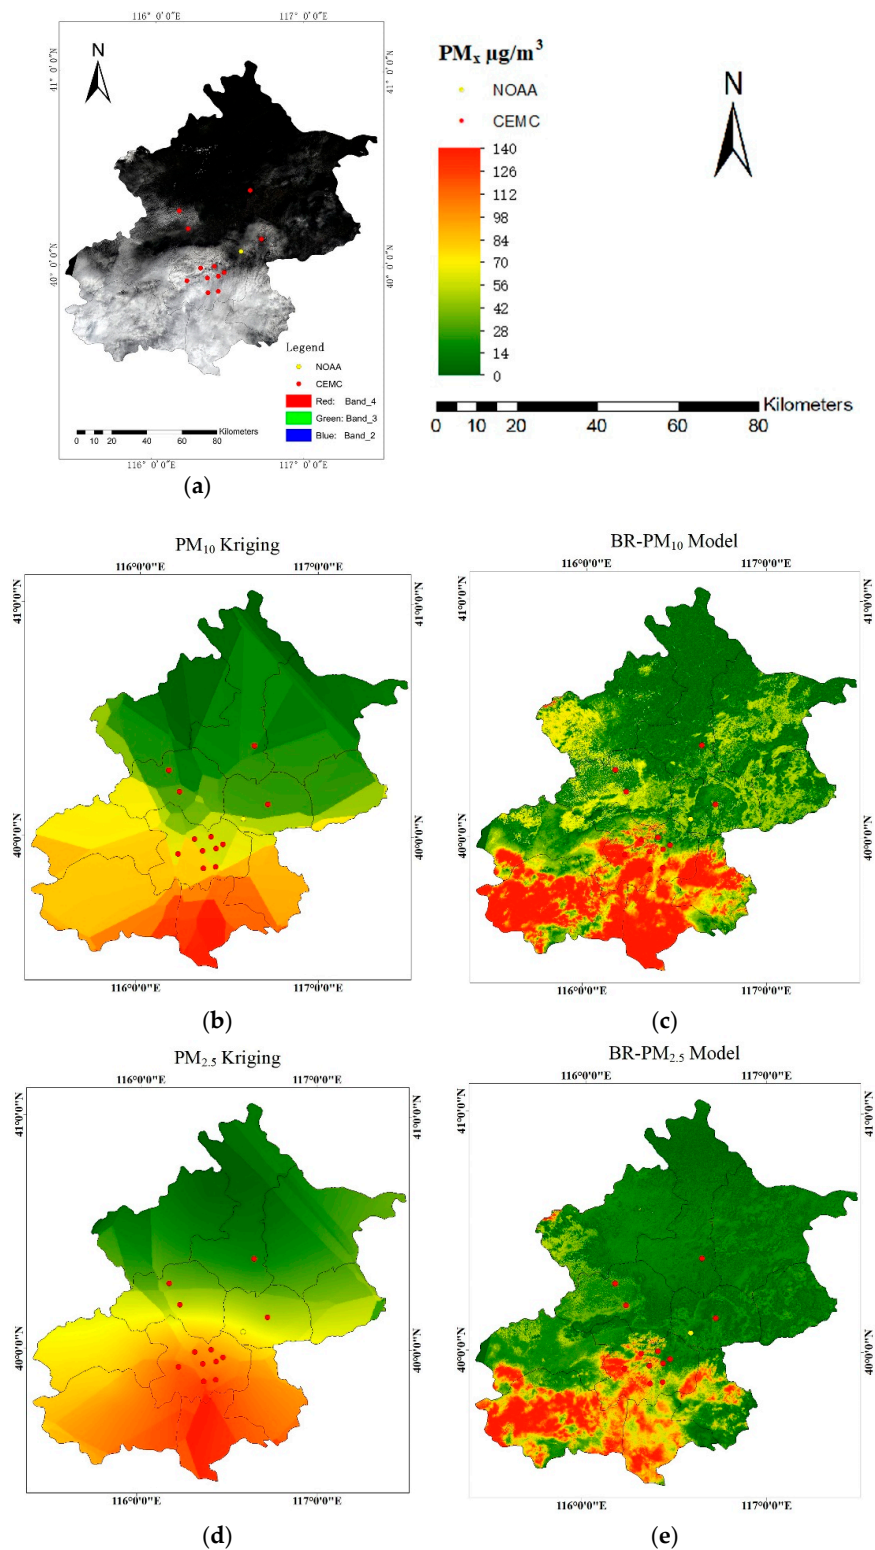 116° 0′0″E 117° 0′0″E
N
41° 0′0″N 41° 0′0″N
40° 0′0″N 40° 0′0″N
Legend
NOAA
CEMC
Red: Band_4
Green: Band_3
Blue: Band_2
Kilometers
0 10 20 40 60 80
116° 0′0″E 117° 0′0″E
(a)
PMx µg/m³
NOAA
CEMC
140
126
112
98
84
70
56
42
28
14
0
N
Kilometers
0 10 20 40 60 80
PM10 Kriging
116°0'0"E 117°0'0"E
41°0'0"N 41°0'0"N
40°0'0"N 40°0'0"N
116°0'0"E 117°0'0"E
(b)
BR-PM10 Model
116°0'0"E 117°0'0"E
41°0'0"N 41°0'0"N
40°0'0"N 40°0'0"N
116°0'0"E 117°0'0"E
(c)
PM2.5 Kriging
116°0'0"E 117°0'0"E
41°0'0"N 41°0'0"N
40°0'0"N 40°0'0"N
116°0'0"E 117°0'0"E
(d)
BR-PM2.5 Model
116°0'0"E 117°0'0"E
41°0'0"N 41°0'0"N
40°0'0"N 40°0'0"N
116°0'0"E 117°0'0"E
(e)